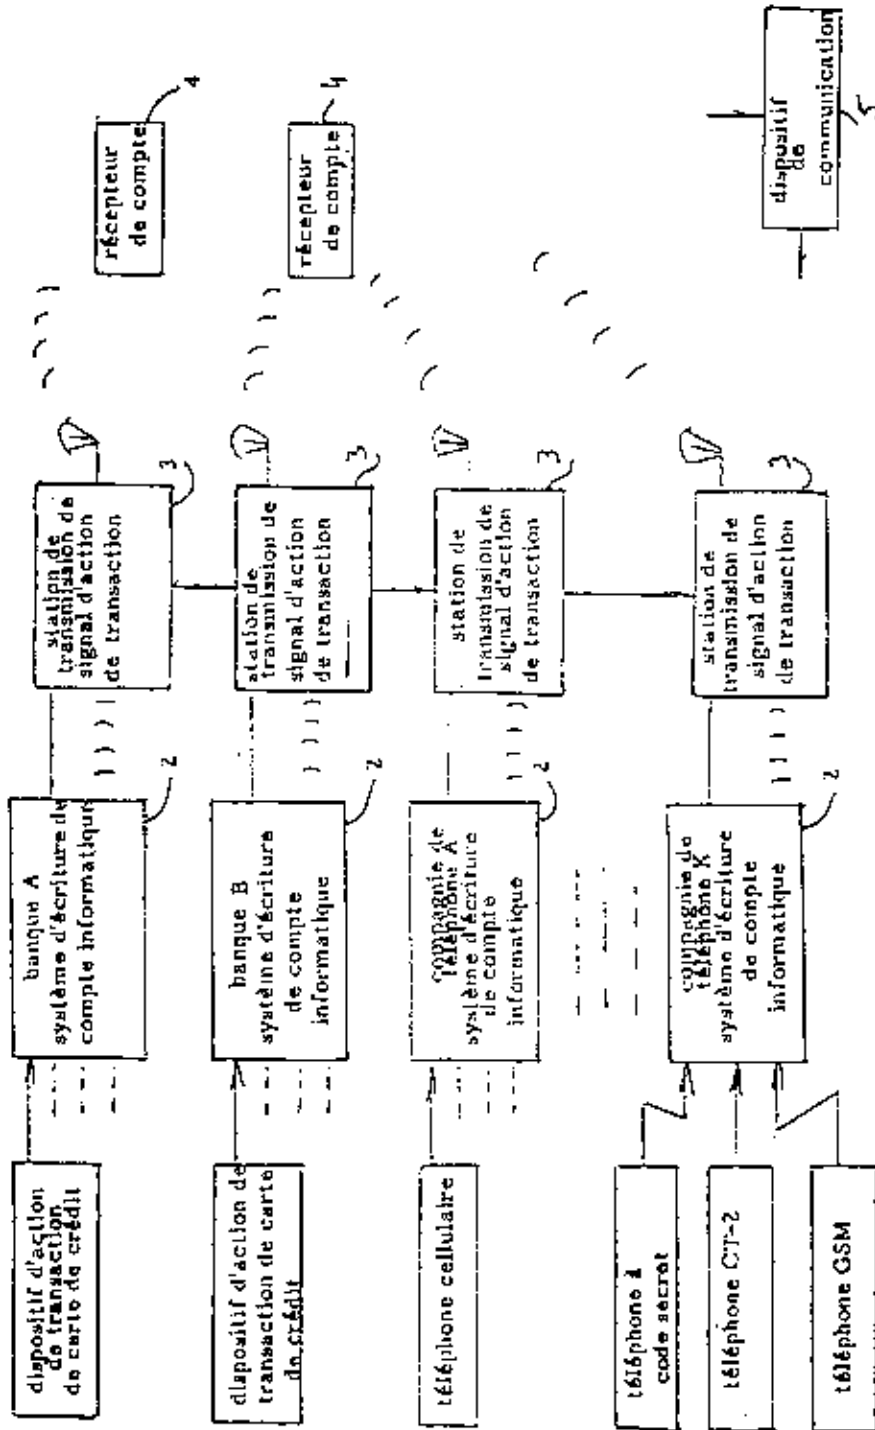 dispositif d'action
de transaction
de carte de crédit
banque A
système d'écriture de
compte informatique
2
station de
transmission de
signal d'action
de transaction
3
récepteur
de compte
4
dispositif d'action de
transaction de carte
de crédit
banque B
système d'écriture
de compte
informatique
2
station de
transmission de
signal d'action
de transaction
3
récepteur
de compte
4
téléphone cellulaire
compagnie de
téléphone A
système d'écriture
de compte
informatique
2
station de
transmission de
signal d'action
de transaction
3
téléphone à
code secret
téléphone CT-2
téléphone GSM
compagnie de
téléphone K
système d'écriture
de compte
informatique
2
station de
transmission de
signal d'action
de transaction
3
dispositif
de
communication
5